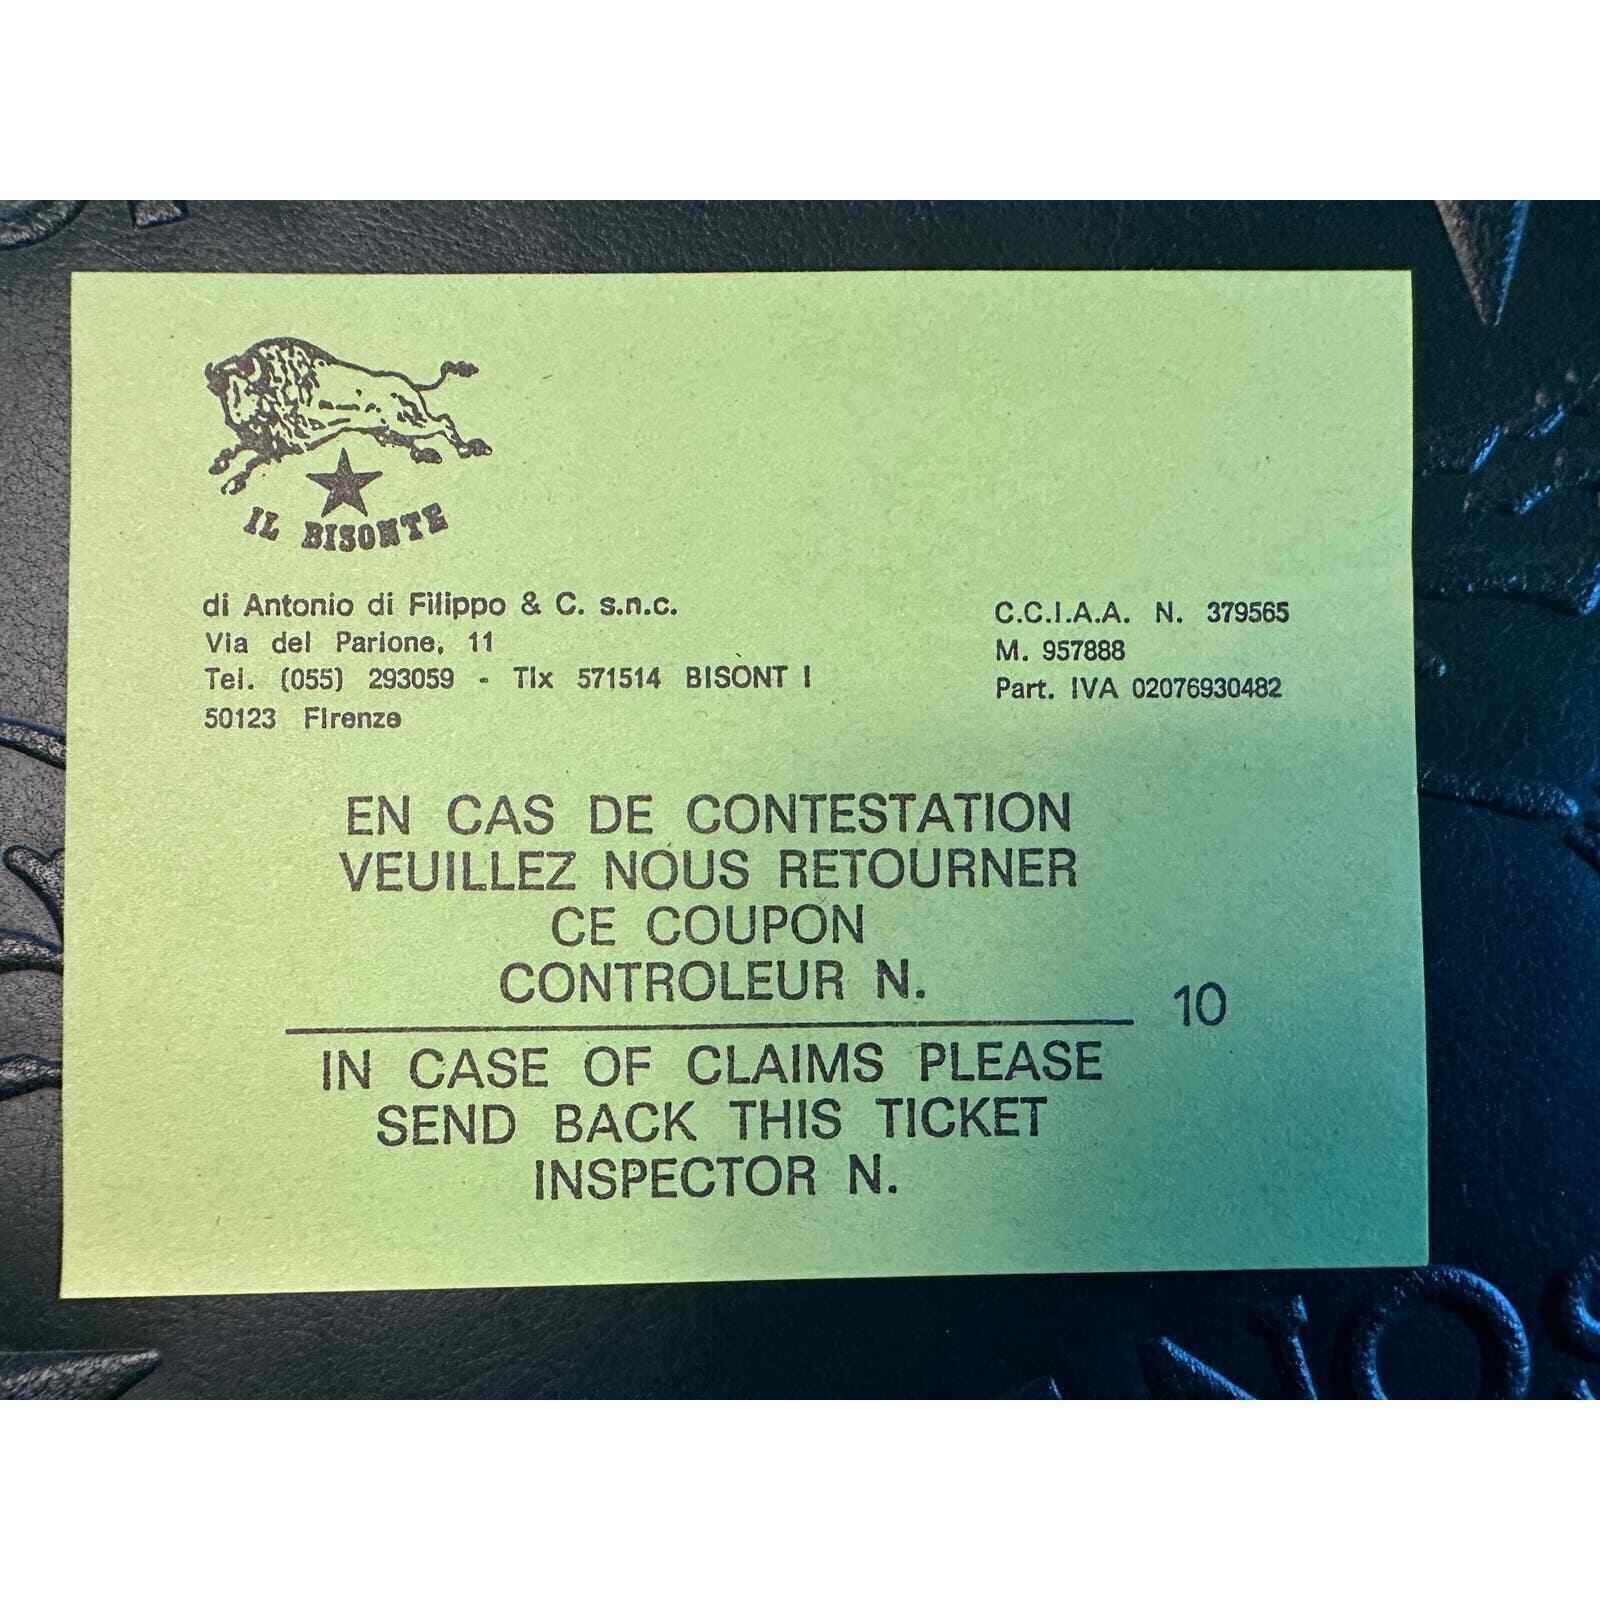 IL BISONTE
di Antonio di Filippo & C. s.n.c.
Via del Parione, 11
Tel. (055) 293059 - Tlx 571514 BISONT I
50123 Firenze
C.C.I.A.A. N. 379565
M. 957888
Part. IVA 02076930482
EN CAS DE CONTESTATION
VEUILLEZ NOUS RETOURNER
CE COUPON
CONTROLEUR N.
10
IN CASE OF CLAIMS PLEASE
SEND BACK THIS TICKET
INSPECTOR N.